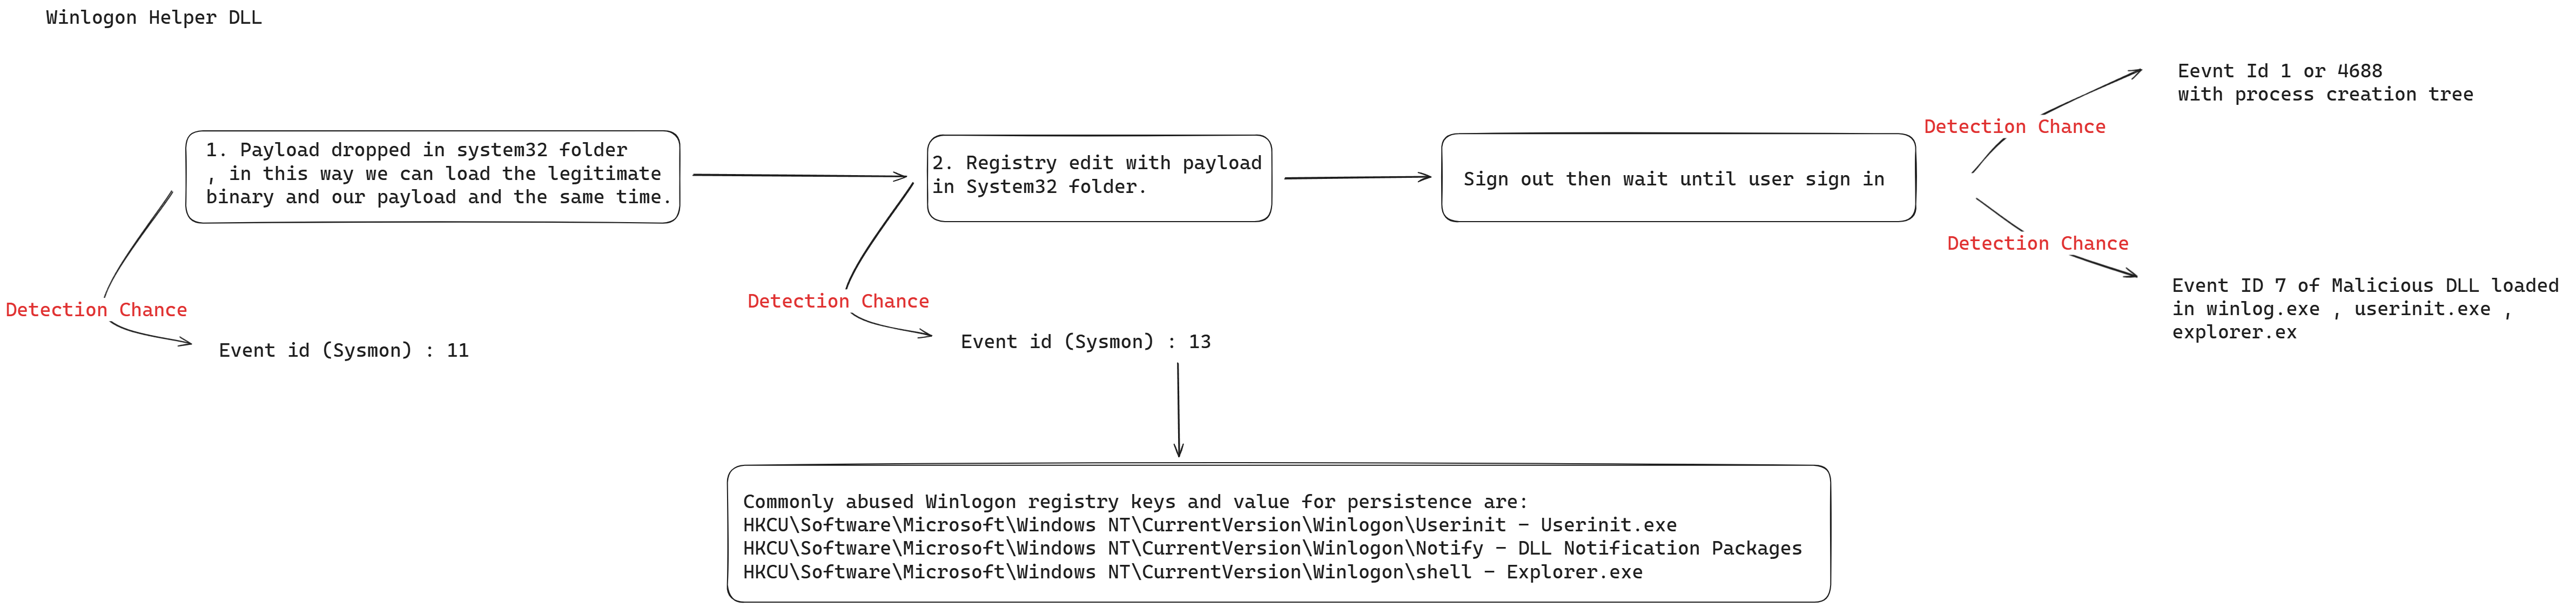 Winlogon Helper DLL
1. Payload dropped in system32 folder
, in this way we can load the legitimate
binary and our payload and the same time.
Detection Chance
Event id (Sysmon) : 11
2. Registry edit with payload
in System32 folder.
Detection Chance
Event id (Sysmon) : 13
Commonly abused Winlogon registry keys and value for persistence are:
HKCU\Software\Microsoft\Windows NT\CurrentVersion\Winlogon\Userinit – Userinit.exe
HKCU\Software\Microsoft\Windows NT\CurrentVersion\Winlogon\Notify – DLL Notification Packages
HKCU\Software\Microsoft\Windows NT\CurrentVersion\Winlogon\shell – Explorer.exe
Sign out then wait until user sign in
Detection Chance
Eevnt Id 1 or 4688
with process creation tree
Detection Chance
Event ID 7 of Malicious DLL loaded
in winlog.exe , userinit.exe ,
explorer.ex